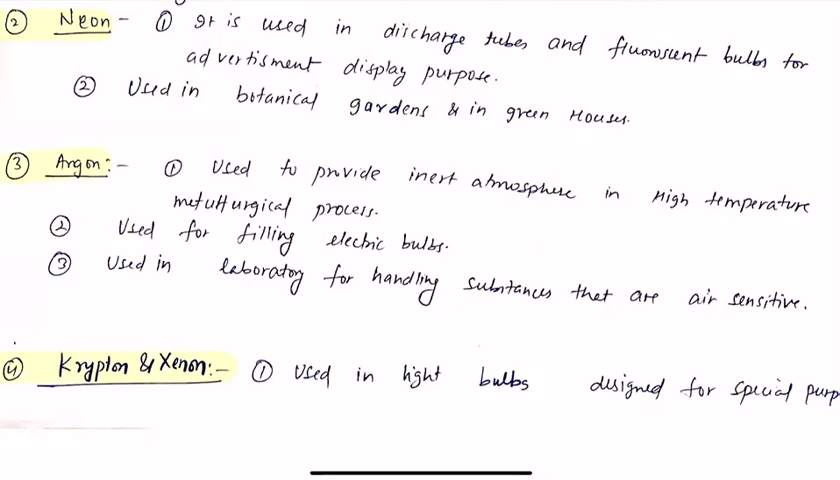 ② Neon - ① It is used in discharge tubes and fluorescent bulbs for
advertisment display purpose.
② Used in botanical gardens & in green Houses.
③ Argon:- ① Used to provide inert atmosphere in High temperature
metullurgical process.
② Used for filling electric bulbs.
③ Used in laboratory for handling substances that are air sensitive.
④ Krypton & Xenon:- ① Used in light bulbs designed for special purp